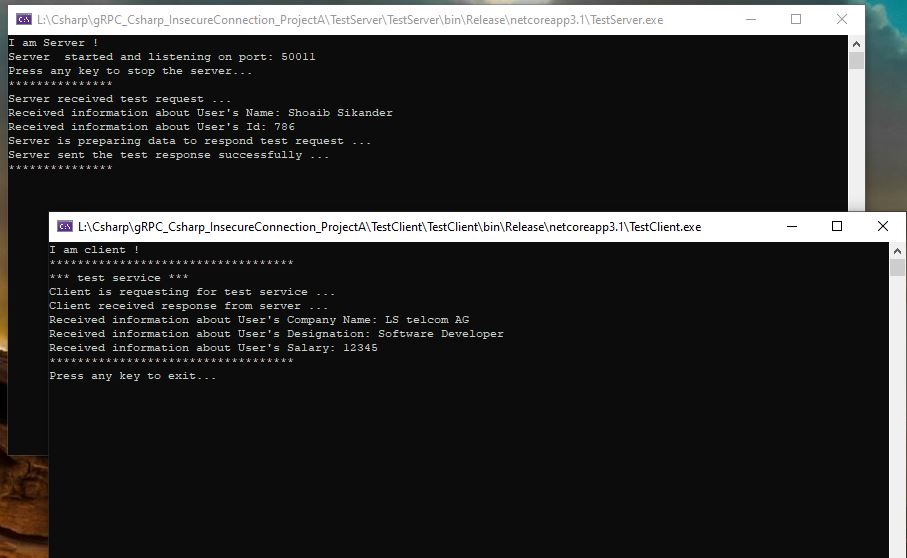 L:\Csharp\gRPC_Csharp_InsecureConnection_ProjectA\TestServer\TestServer\bin\Release\netcoreapp3.1\TestServer.exe
I am Server !
Server  started and listening on port: 50011
Press any key to stop the server...
***************
Server received test request ...
Received information about User's Name: Shoaib Sikander
Received information about User's Id: 786
Server is preparing data to respond test request ...
Server sent the test response successfully ...
***************
L:\Csharp\gRPC_Csharp_InsecureConnection_ProjectA\TestClient\TestClient\bin\Release\netcoreapp3.1\TestClient.exe
I am client !
***********************************
*** test service ***
Client is requesting for test service ...
Client received response from server ...
Received information about User's Company Name: LS telcom AG
Received information about User's Designation: Software Developer
Received information about User's Salary: 12345
***********************************
Press any key to exit...